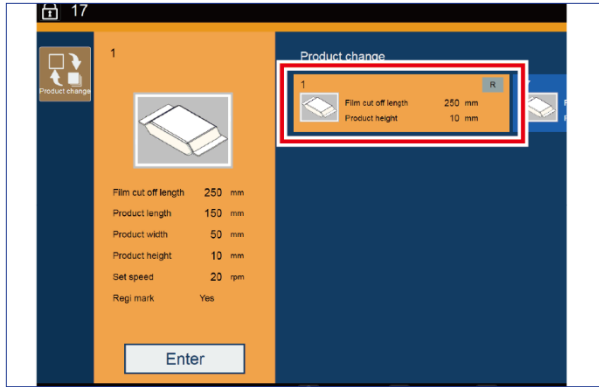 17
Product change
1
Film cut off length 250 mm
Product length 150 mm
Product width 50 mm
Product height 10 mm
Set speed 20 rpm
Regi mark Yes
Enter
Product change
1 R
Film cut off length 250 mm
Product height 10 mm